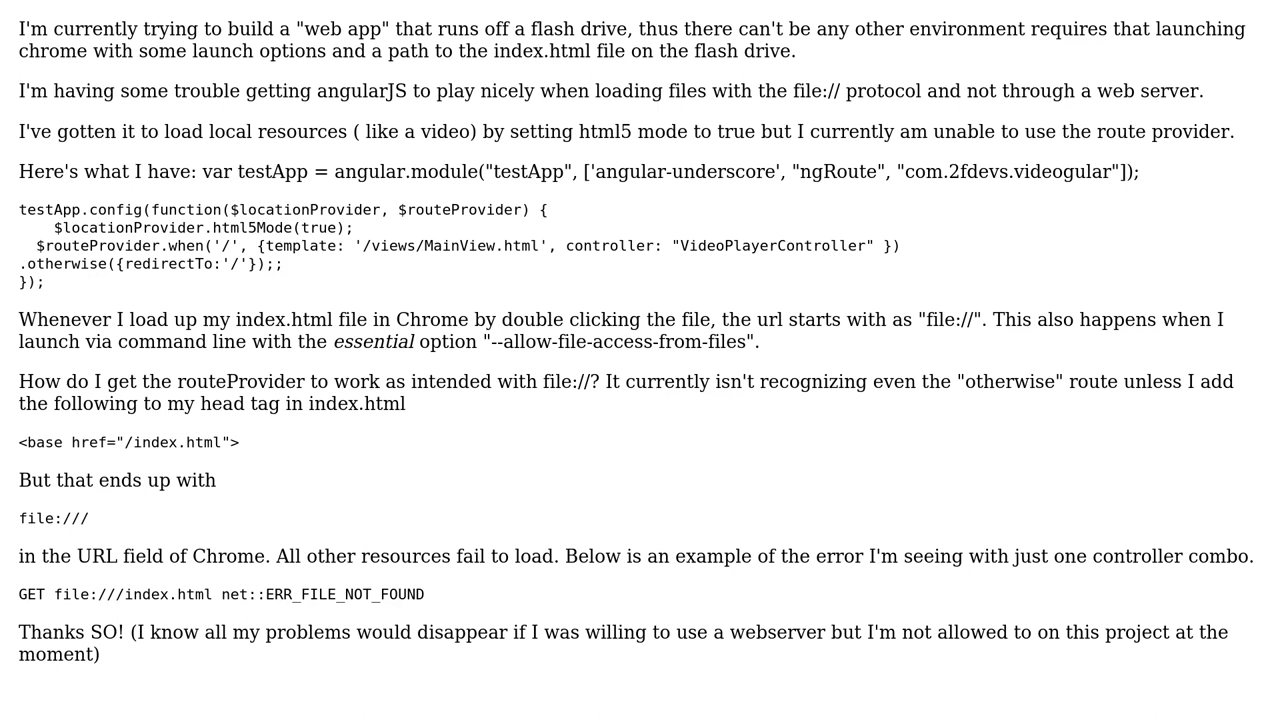 I'm currently trying to build a "web app" that runs off a flash drive, thus there can't be any other environment requires that launching
chrome with some launch options and a path to the index.html file on the flash drive.
I'm having some trouble getting angularJS to play nicely when loading files with the file:// protocol and not through a web server.
I've gotten it to load local resources ( like a video) by setting html5 mode to true but I currently am unable to use the route provider.
Here's what I have: var testApp = angular.module("testApp", ['angular-underscore', "ngRoute", "com.2fdevs.videogular"]);
testApp.config(function($locationProvider, $routeProvider) {
    $locationProvider.html5Mode(true);
  $routeProvider.when('/', {template: '/views/MainView.html', controller: "VideoPlayerController" })
.otherwise({redirectTo:'/'});;
});
Whenever I load up my index.html file in Chrome by double clicking the file, the url starts with as "file://". This also happens when I
launch via command line with the essential option "--allow-file-access-from-files".
How do I get the routeProvider to work as intended with file://? It currently isn't recognizing even the "otherwise" route unless I add
the following to my head tag in index.html
<base href="/index.html">
But that ends up with
file:///
in the URL field of Chrome. All other resources fail to load. Below is an example of the error I'm seeing with just one controller combo.
GET file:///index.html net::ERR_FILE_NOT_FOUND
Thanks SO! (I know all my problems would disappear if I was willing to use a webserver but I'm not allowed to on this project at the
moment)